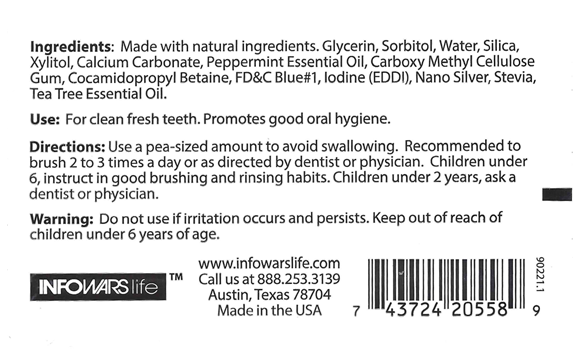 Ingredients: Made with natural ingredients. Glycerin, Sorbitol, Water, Silica,
Xylitol, Calcium Carbonate, Peppermint Essential Oil, Carboxy Methyl Cellulose
Gum, Cocamidopropyl Betaine, FD&C Blue#1, Iodine (EDDI), Nano Silver, Stevia,
Tea Tree Essential Oil.
Use: For clean fresh teeth. Promotes good oral hygiene.
Directions: Use a pea-sized amount to avoid swallowing. Recommended to
brush 2 to 3 times a day or as directed by dentist or physician. Children under
6, instruct in good brushing and rinsing habits. Children under 2 years, ask a
dentist or physician.
Warning: Do not use if irritation occurs and persists. Keep out of reach of
children under 6 years of age.
INFOWARS life ™
www.infowarslife.com
Call us at 888.253.3139
Austin, Texas 78704
Made in the USA
7 43724 20558 9
90221.1